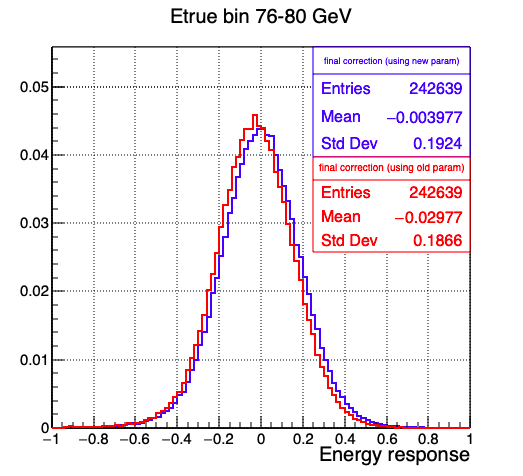 Etrue bin 76-80 GeV
final correction (using new param)
Entries 242639
Mean −0.003977
Std Dev 0.1924
final correction (using old param)
Entries 242639
Mean −0.02977
Std Dev 0.1866
0.05
0.04
0.03
0.02
0.01
0
−1 −0.8 −0.6 −0.4 −0.2 0 0.2 0.4 0.6 0.8 1
Energy response